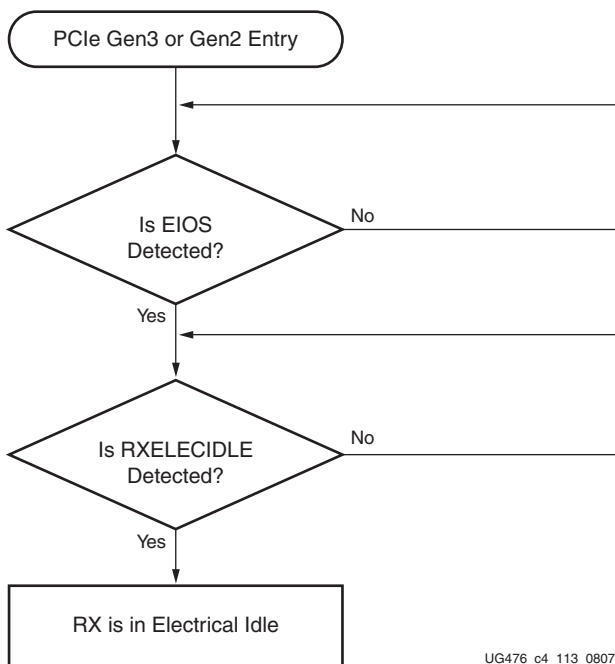 PCIe Gen3 or Gen2 Entry
Is EIOS
Detected?
No
Yes
Is RXELECIDLE
Detected?
No
Yes
RX is in Electrical Idle
UG476_c4_113_0807